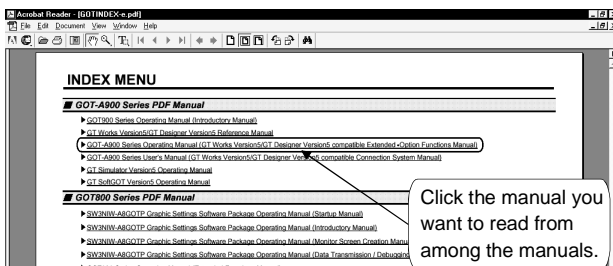 Acrobat Reader - [GOTINDEX-e.pdf]
File Edit Document View Window Help
INDEX MENU
GOT-A900 Series PDF Manual
GOT900 Series Operating Manual (Introductory Manual)
GT Works Version5/GT Designer Version5 Reference Manual
GOT-A900 Series Operating Manual (GT Works Version5/GT Designer Version5 compatible Extended•Option Functions Manual)
GOT-A900 Series User's Manual (GT Works Version5/GT Designer Version5 compatible Connection System Manual)
GT Simulator Version5 Operating Manual
GT SoftGOT Version5 Operating Manual
GOT800 Series PDF Manual
SW3NIW-A8GOTP Graphic Settings Software Package Operating Manual (Startup Manual)
SW3NIW-A8GOTP Graphic Settings Software Package Operating Manual (Introductory Manual)
SW3NIW-A8GOTP Graphic Settings Software Package Operating Manual (Monitor Screen Creation Manu
SW3NIW-A8GOTP Graphic Settings Software Package Operating Manual (Data Transmission / Debugging
Click the manual you
want to read from
among the manuals.